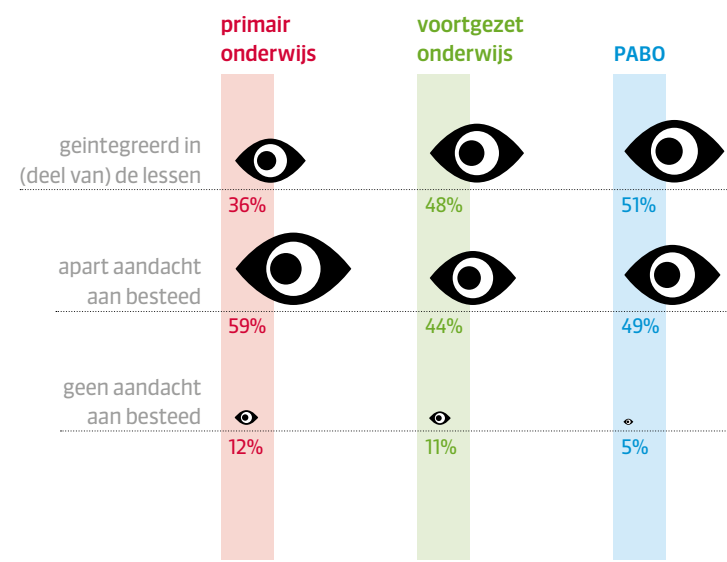 primair
onderwijs
voortgezet
onderwijs
PABO
geintegreerd in
(deel van) de lessen
36%
48%
51%
apart aandacht
aan besteed
59%
44%
49%
geen aandacht
aan besteed
12%
11%
5%